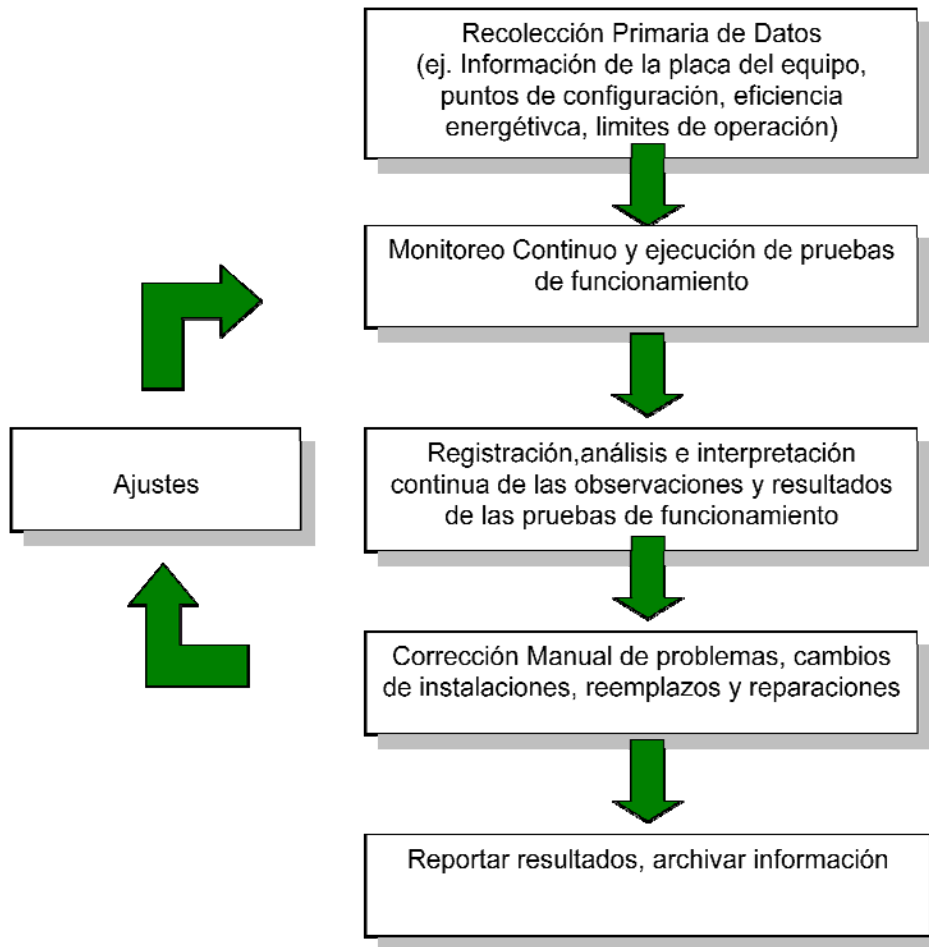 Recolección Primaria de Datos
(ej. Información de la placa del equipo,
puntos de configuración, eficiencia
energétivca, limites de operación)
Monitoreo Continuo y ejecución de pruebas
de funcionamiento
Ajustes
Registración,análisis e interpretación
continua de las observaciones y resultados
de las pruebas de funcionamiento
Corrección Manual de problemas, cambios
de instalaciones, reemplazos y reparaciones
Reportar resultados, archivar información